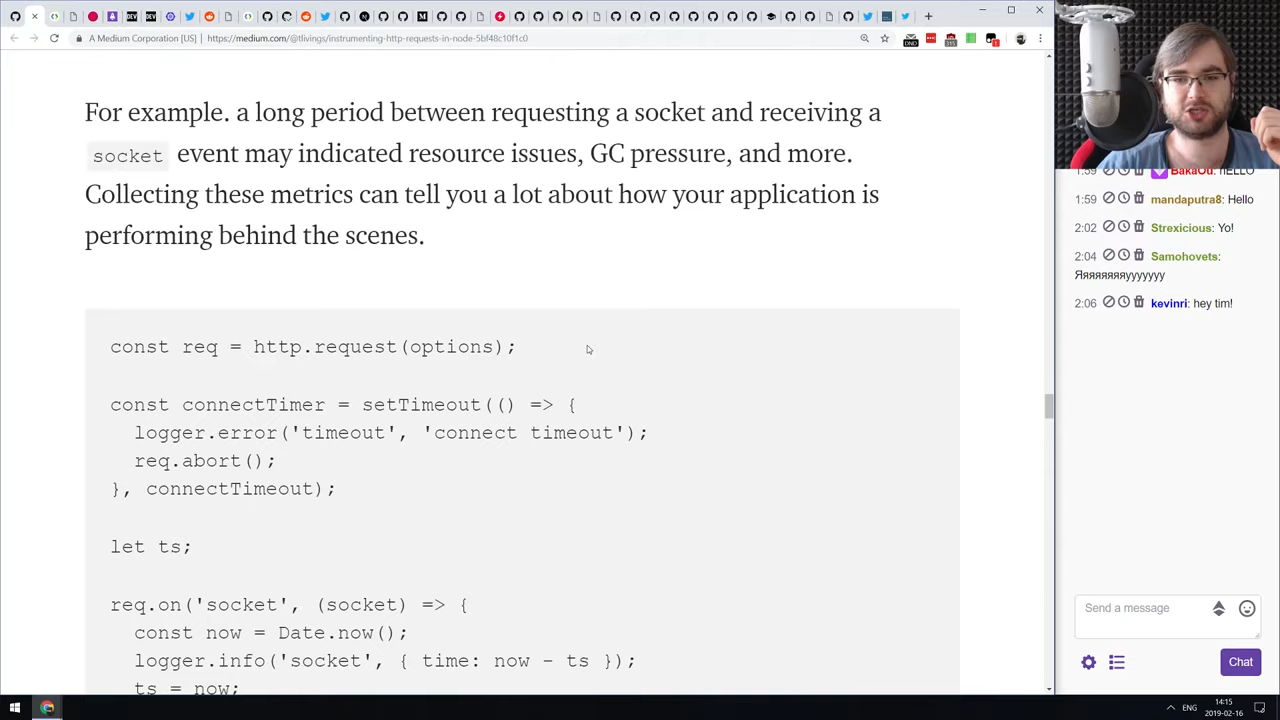 A Medium Corporation [US]
https://medium.com/@tlivings/instrumenting-http-requests-in-node-5bf48c10f1c0
For example. a long period between requesting a socket and receiving a
socket event may indicated resource issues, GC pressure, and more.
Collecting these metrics can tell you a lot about how your application is
performing behind the scenes.
const req = http.request(options);
const connectTimer = setTimeout(() => {
logger.error('timeout', 'connect timeout');
req.abort();
}, connectTimeout);
let ts;
req.on('socket', (socket) => {
const now = Date.now();
logger.info('socket', { time: now - ts });
ts = now;
1:59 BakaOu: hELLO
1:59 mandaputra8: Hello
2:02 Strexicious: Yo!
2:04 Samohovets:
Яяяяяяяяуууууу
2:06 kevinri: hey tim!
Send a message
Chat
ENG
14:15
2019-02-16